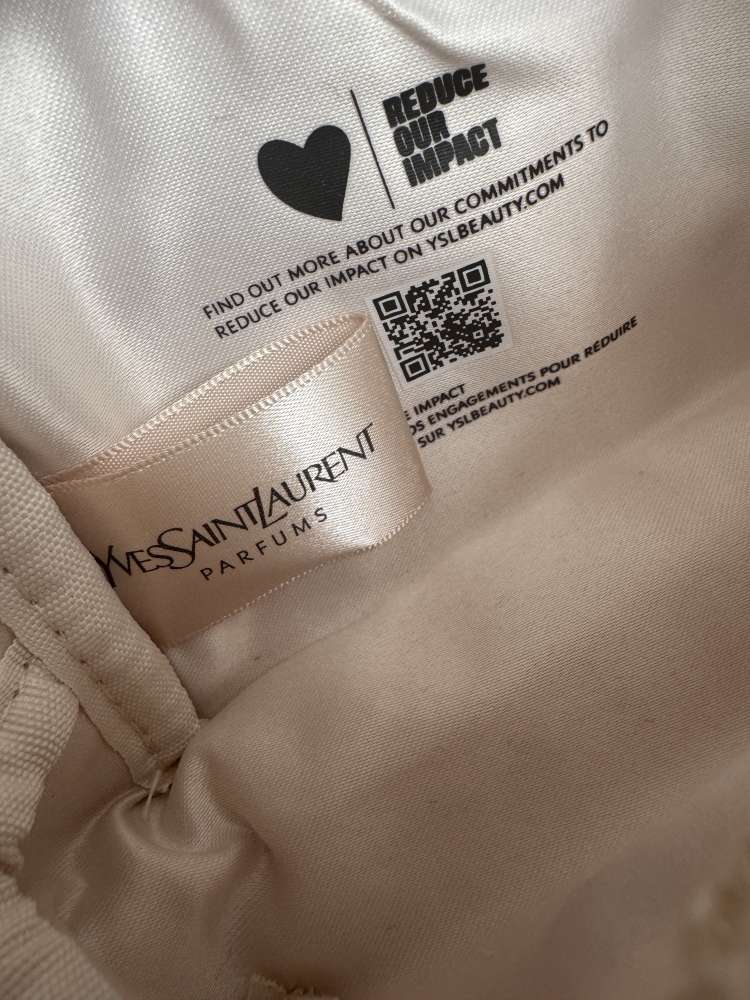 REDUCE
OUR
IMPACT
FIND OUT MORE ABOUT OUR COMMITMENTS TO
REDUCE OUR IMPACT ON YSLBEAUTY.COM
IMPACT
ENGAGEMENTS POUR RÉDUIRE
SUR YSLBEAUTY.COM
YVESSAINTLAURENT
PARFUMS